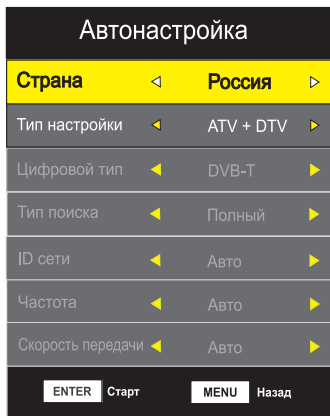 Автонастройка
Страна Россия
Тип настройки ATV + DTV
Цифровой тип DVB-T
Тип поиска Полный
ID сети Авто
Частота Авто
Скорость передачи Авто
ENTER Старт MENU Назад